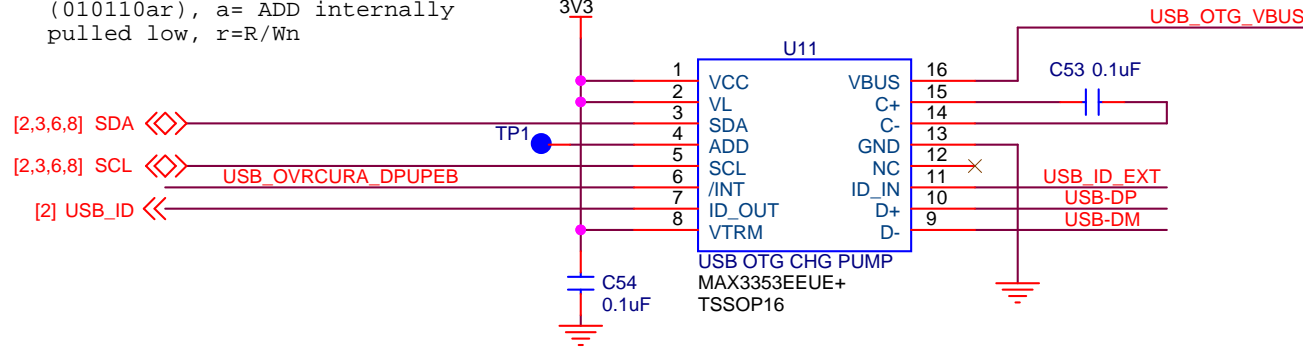 (010110ar), a= ADD internally
pulled low, r=R/Wn
3V3
USB_OTG_VBUS
U11
C53 0.1uF
1 VCC VBUS 16
2 VL C+ 15
[2,3,6,8] SDA 3 SDA C- 14
TP1 4 ADD GND 13
[2,3,6,8] SCL 5 SCL NC 12
USB_OVRCURA_DPUPEB 6 /INT ID_IN 11 USB_ID_EXT
[2] USB_ID 7 ID_OUT D+ 10 USB-DP
8 VTRM D- 9 USB-DM
USB OTG CHG PUMP
C54 MAX3353EEUE+
0.1uF TSSOP16